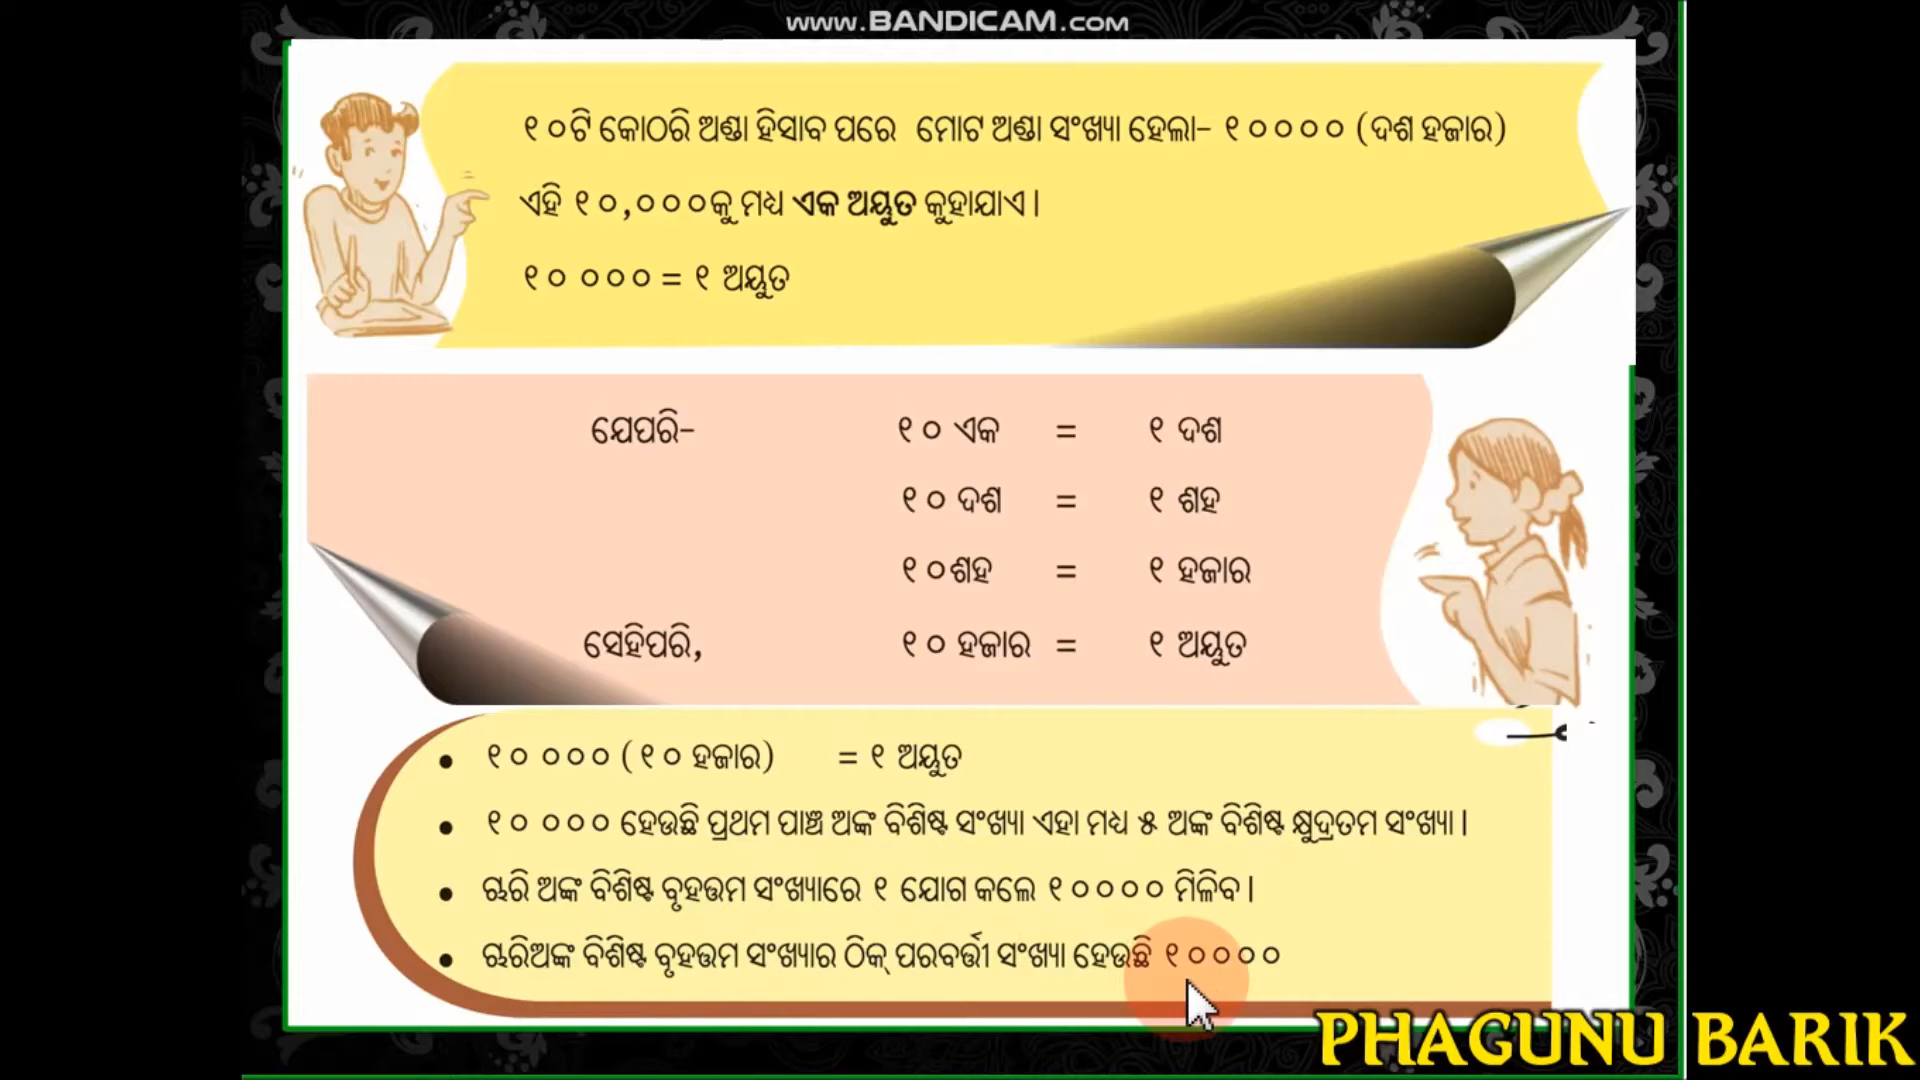 www.BANDICAM.COM
୧୦ଟି କୋଠରି ଅଣ୍ଡା ହିସାବ ପରେ ମୋଟ ଅଣ୍ଡା ସଂଖ୍ୟା ହେଲା- ୧୦୦୦୦ (ଦଶ ହଜାର)
ଏହି ୧୦,୦୦୦କୁ ମଧ୍ୟ ଏକ ଅୟୁତ କୁହାଯାଏ।
୧୦ ୦୦୦ = ୧ ଅୟୁତ
ଯେପରି- ୧୦ ଏକ = ୧ ଦଶ
୧୦ ଦଶ = ୧ ଶହ
୧୦ଶହ = ୧ ହଜାର
ସେହିପରି, ୧୦ ହଜାର = ୧ ଅୟୁତ
• ୧୦ ୦୦୦ (୧୦ ହଜାର) = ୧ ଅୟୁତ
• ୧୦ ୦୦୦ ହେଉଛି ପ୍ରଥମ ପାଞ୍ଚ ଅଙ୍କ ବିଶିଷ୍ଟ ସଂଖ୍ୟା ଏହା ମଧ୍ୟ ୫ ଅଙ୍କ ବିଶିଷ୍ଟ କ୍ଷୁଦ୍ରତମ ସଂଖ୍ୟା।
• ଚାରି ଅଙ୍କ ବିଶିଷ୍ଟ ବୃହତ୍ତମ ସଂଖ୍ୟାରେ ୧ ଯୋଗ କଲେ ୧୦୦୦୦ ମିଳିବ।
• ଚାରିଅଙ୍କ ବିଶିଷ୍ଟ ବୃହତ୍ତମ ସଂଖ୍ୟାର ଠିକ୍ ପରବର୍ତ୍ତୀ ସଂଖ୍ୟା ହେଉଛି ୧୦୦୦୦
PHAGUNU BARIK